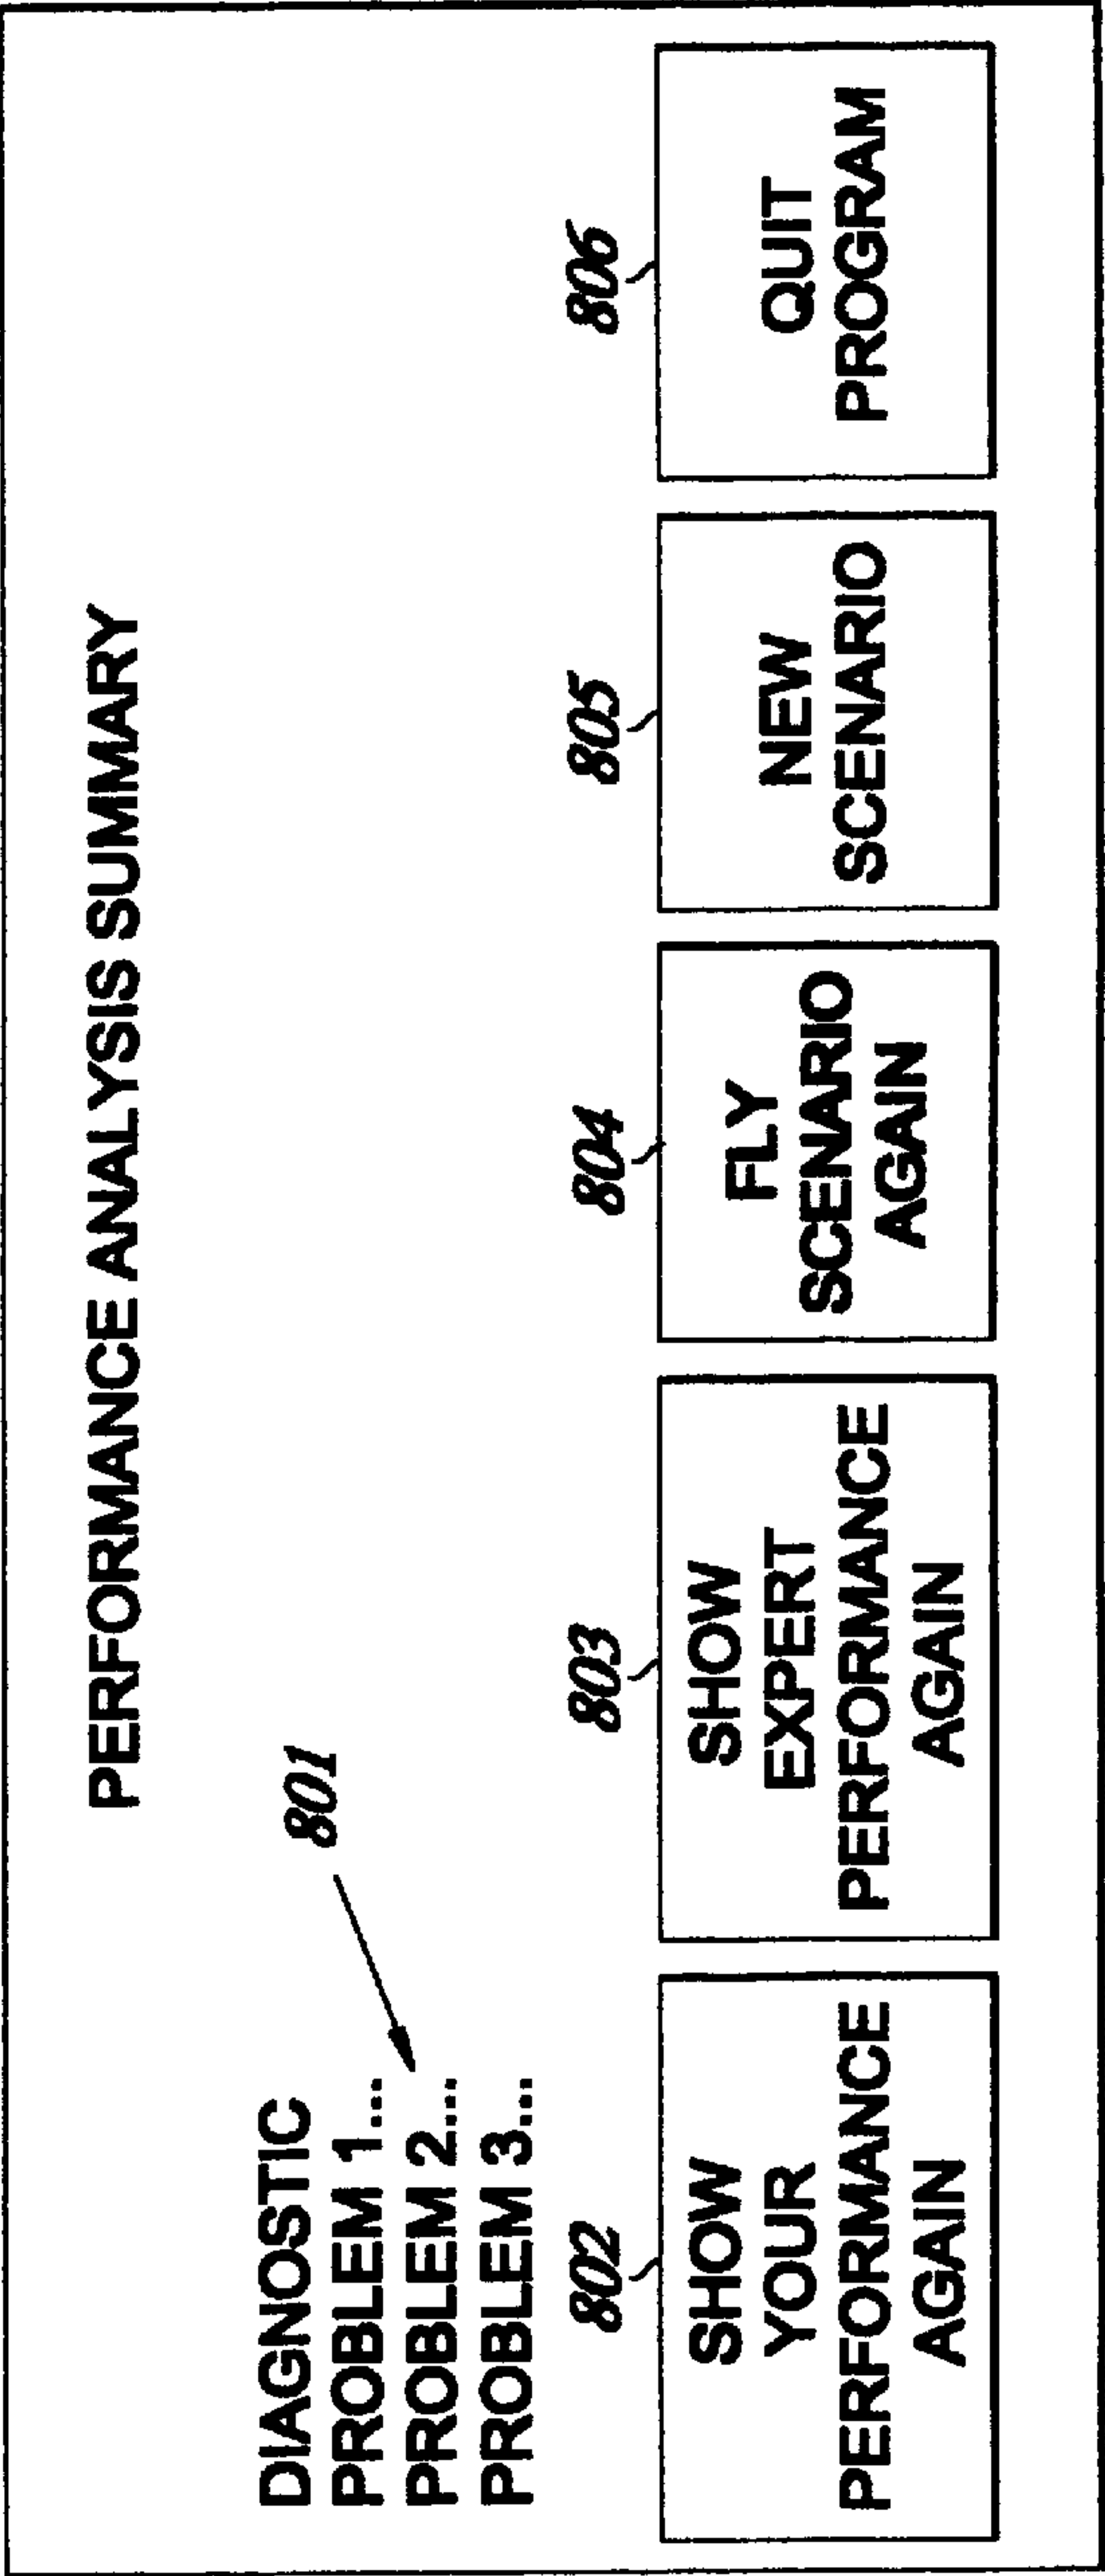 PERFORMANCE ANALYSIS SUMMARY
801
DIAGNOSTIC
PROBLEM 1...
PROBLEM 2...
PROBLEM 3...
802
SHOW
YOUR
PERFORMANCE
AGAIN
803
SHOW
EXPERT
PERFORMANCE
AGAIN
804
FLY
SCENARIO
AGAIN
805
NEW
SCENARIO
806
QUIT
PROGRAM